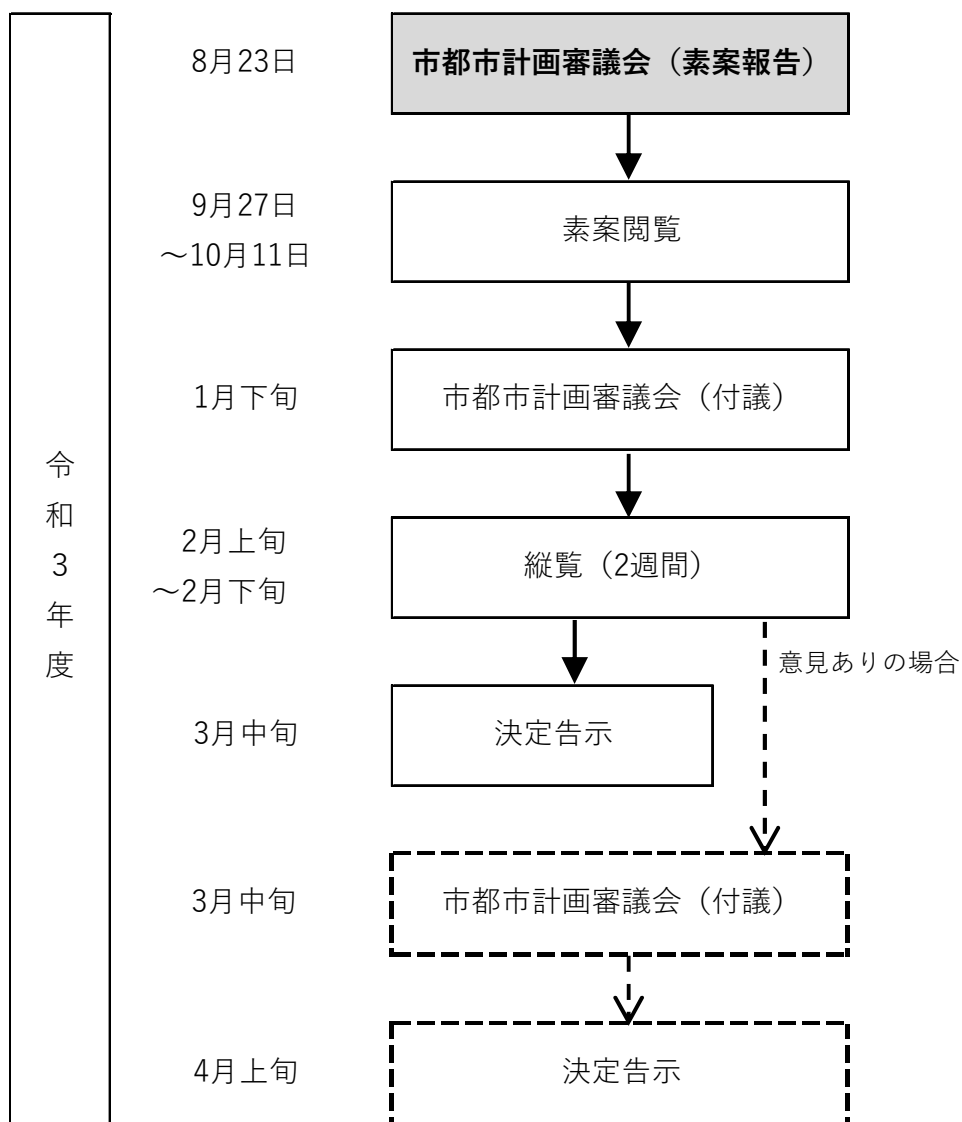 令和3年度
8月23日
市都市計画審議会（素案報告）
9月27日
～10月11日
素案閲覧
1月下旬
市都市計画審議会（付議）
2月上旬
～2月下旬
縦覧（2週間）
意見ありの場合
3月中旬
決定告示
3月中旬
市都市計画審議会（付議）
4月上旬
決定告示